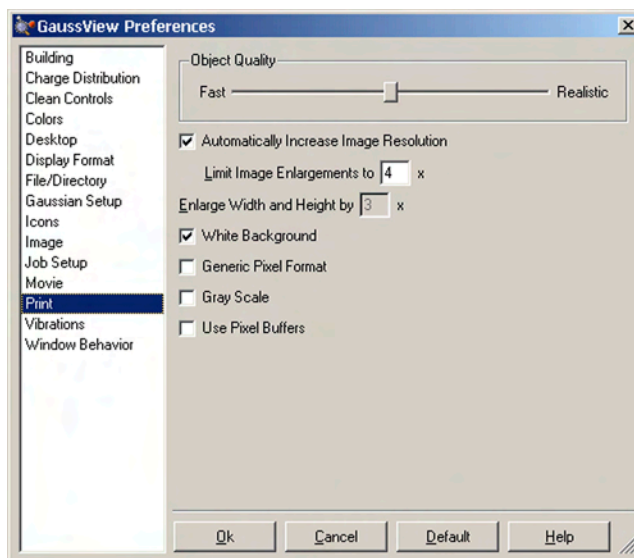 GaussView Preferences
Building
Charge Distribution
Clean Controls
Colors
Desktop
Display Format
File/Directory
Gaussian Setup
Icons
Image
Job Setup
Movie
Print
Vibrations
Window Behavior
Object Quality
Fast Realistic
Automatically Increase Image Resolution
Limit Image Enlargements to 4 x
Enlarge Width and Height by 3 x
White Background
Generic Pixel Format
Gray Scale
Use Pixel Buffers
Ok Cancel Default Help